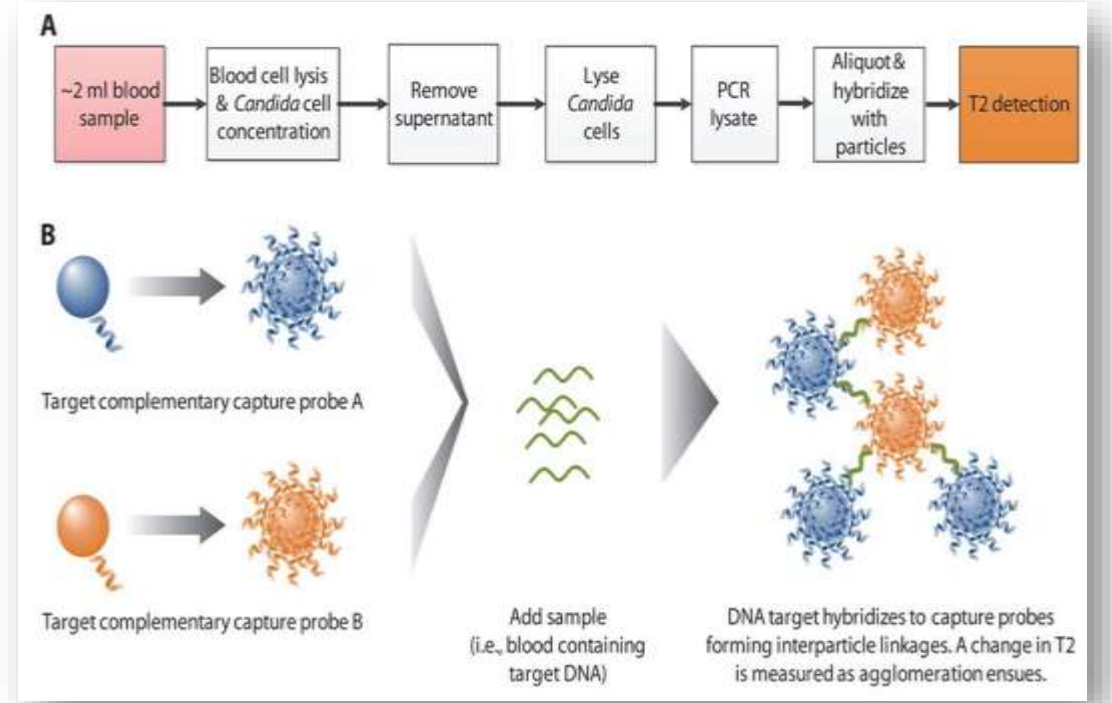 A
~2 ml blood
sample
Blood cell lysis
& Candida cell
concentration
Remove
supernatant
Lyse
Candida
cells
PCR
lysate
Aliquot &
hybridize
with
particles
T2 detection
B
Target complementary capture probe A
Target complementary capture probe B
Add sample
(i.e., blood containing
target DNA)
DNA target hybridizes to capture probes
forming interparticle linkages. A change in T2
is measured as agglomeration ensues.